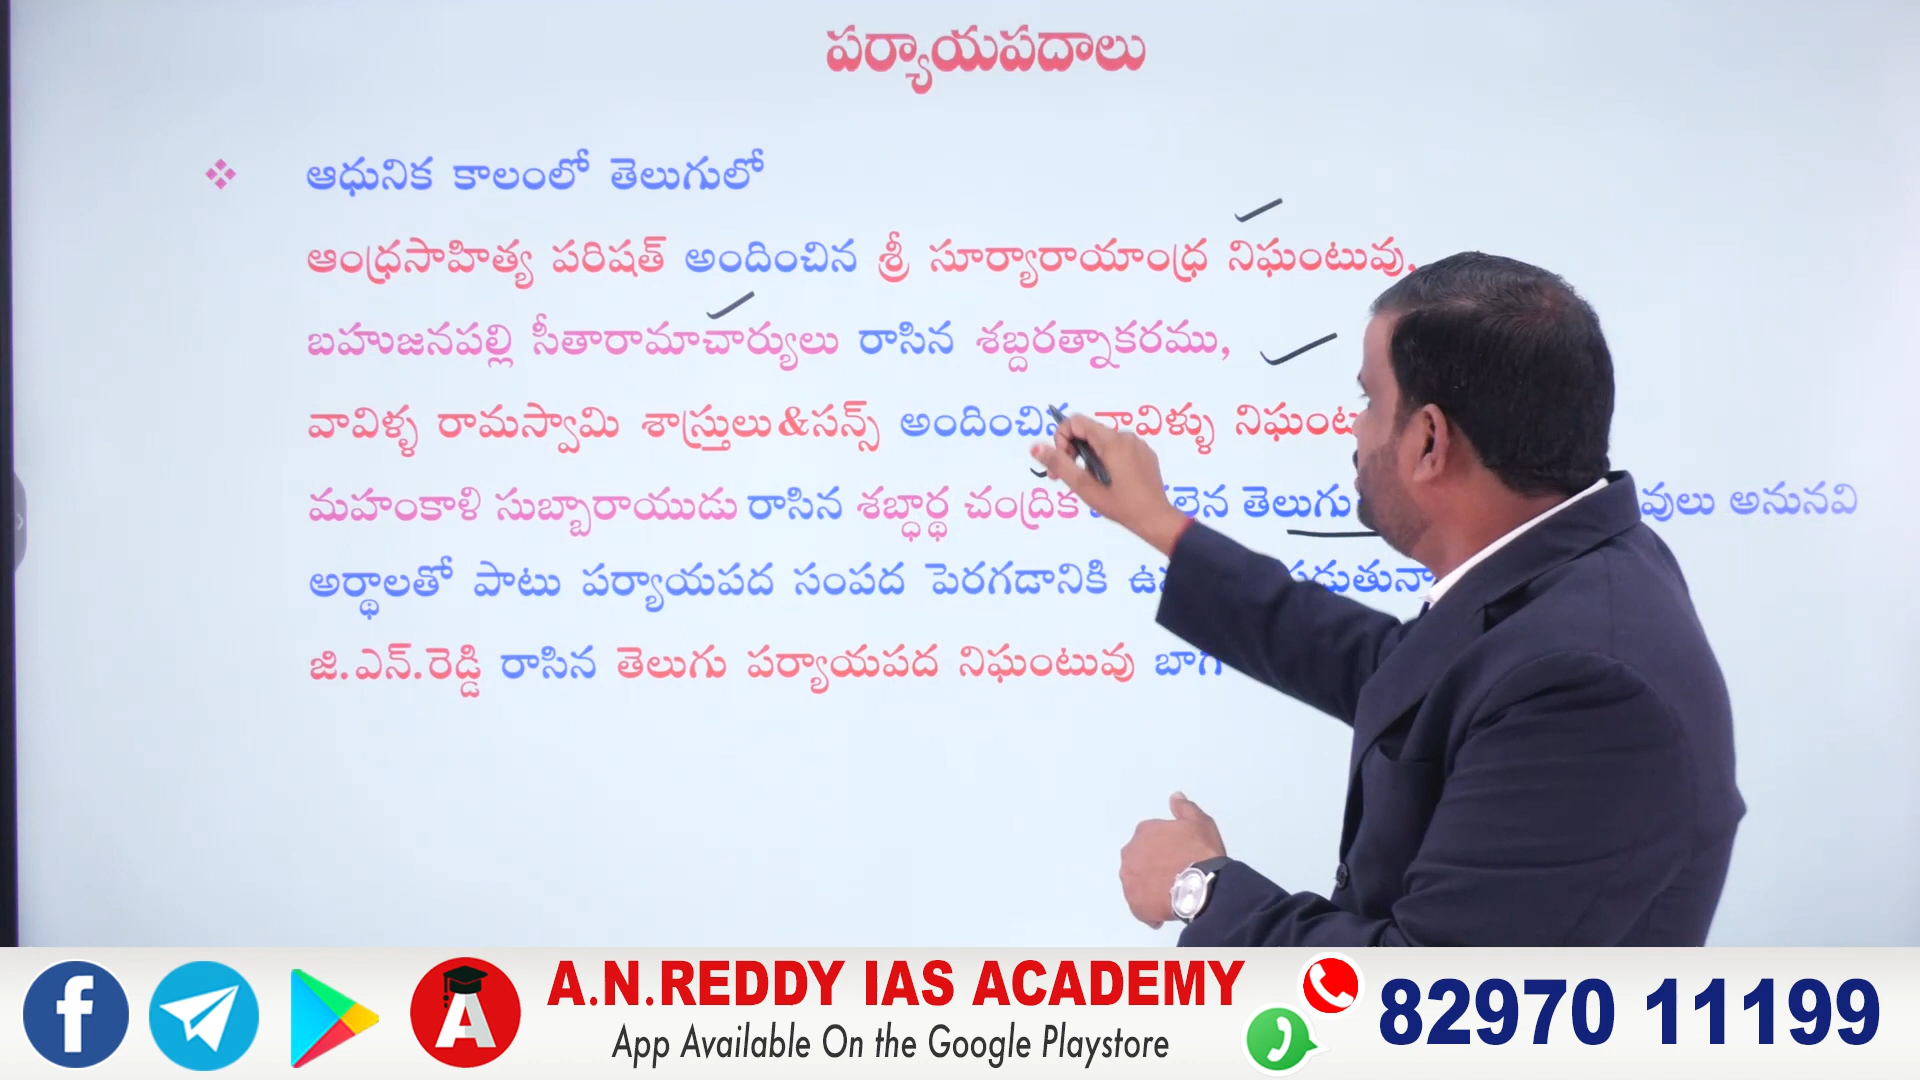 పర్యాయపదాలు
ఆధునిక కాలంలో తెలుగులో
ఆంధ్రసాహిత్య పరిషత్ అందించిన శ్రీ సూర్యారాయాంధ్ర నిఘంటువు,
బహుజనపల్లి సీతారామాచార్యులు రాసిన శబ్దరత్నాకరము,
వావిళ్ళ రామస్వామి శాస్త్రులు&సన్స్ అందించిన వావిళ్ళు
మహంకాళి సుబ్బారాయుడు రాసిన శబ్ధార్థ చంద్రిక తెలుగు అనునవి
అర్థాలతో పాటు పర్యాయపద సంపద పెరగడానికి
జి.ఎన్.రెడ్డి రాసిన తెలుగు పర్యాయపద నిఘంటువు
A.N.REDDY IAS ACADEMY
App Available On the Google Playstore
82970 11199